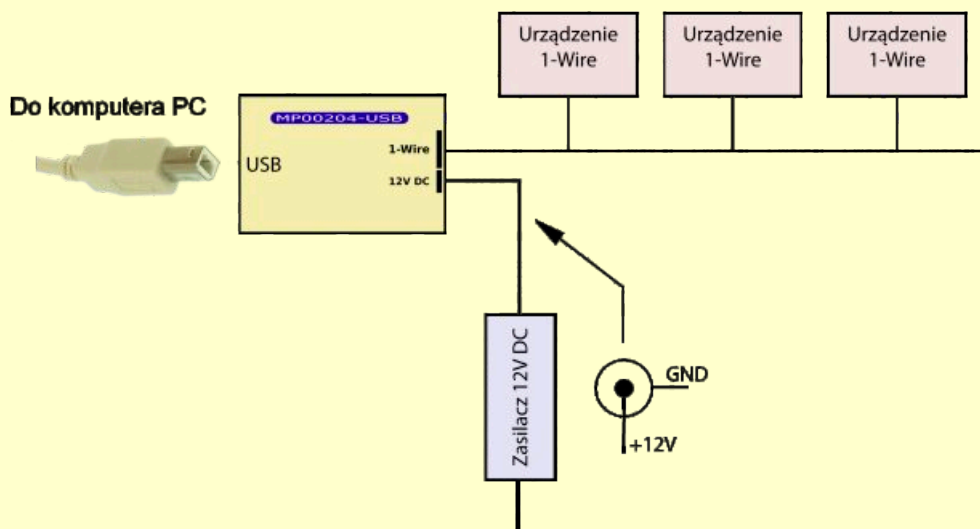 Urządzenie
1-Wire
Urządzenie
1-Wire
Urządzenie
1-Wire
Do komputera PC
MP00204-USB
USB
1-Wire
12V DC
Zasilacz 12V DC
GND
+12V